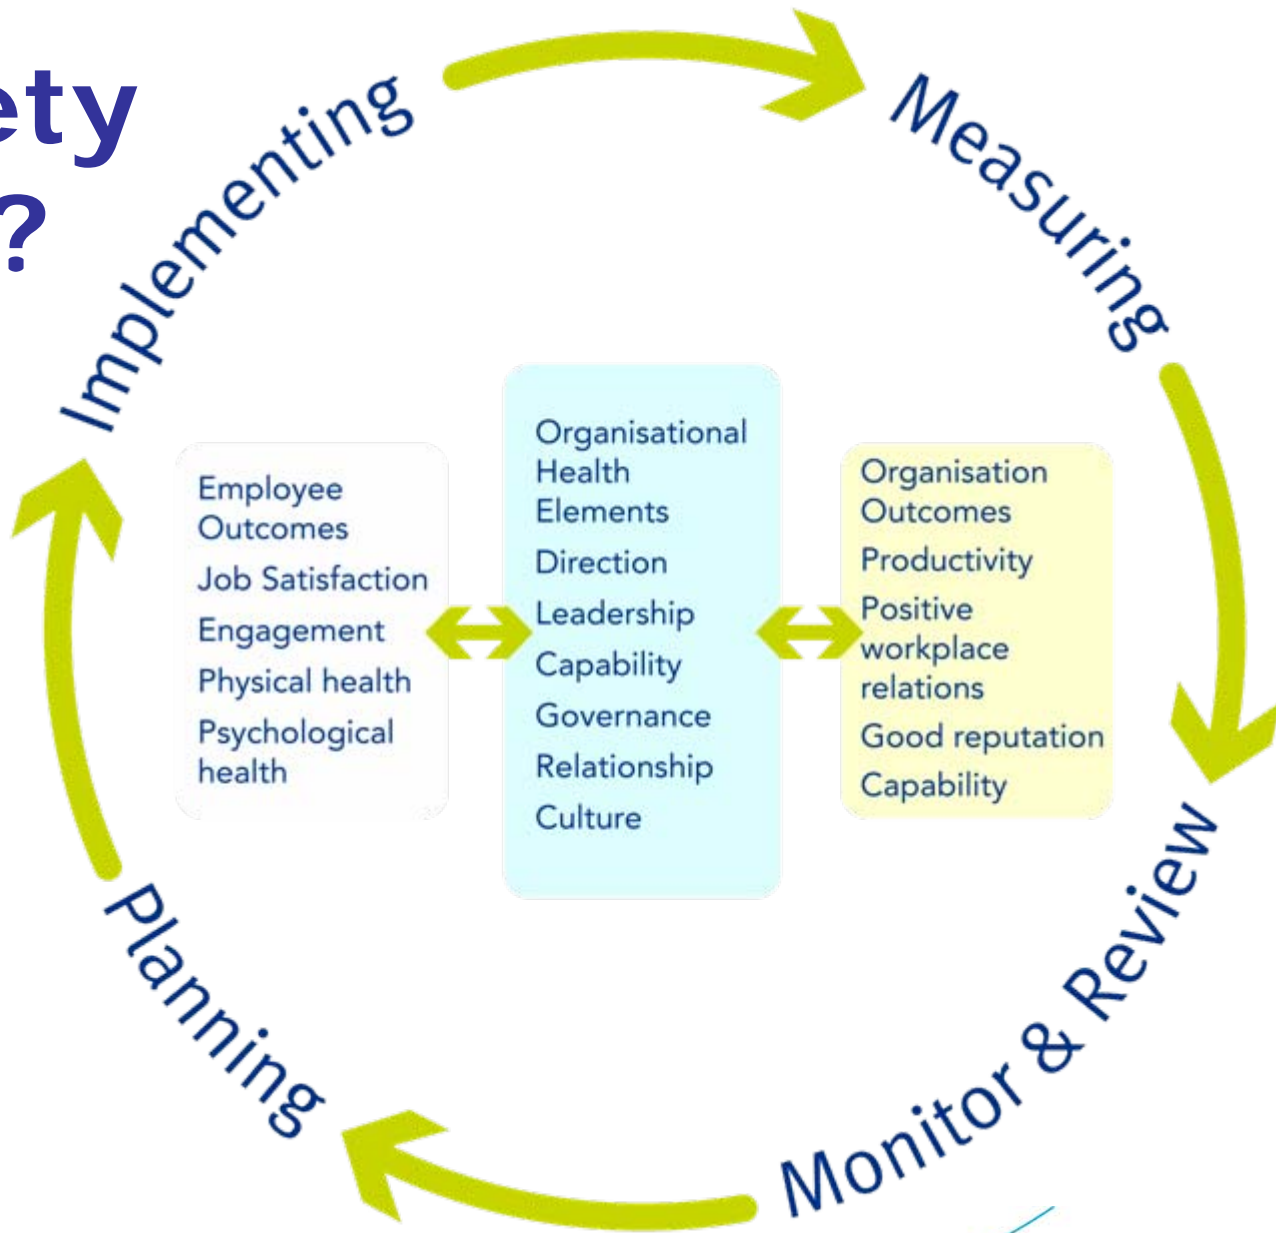 ety
?
Implementing
Measuring
Employee
Outcomes
Job Satisfaction
Engagement
Physical health
Psychological
health
Organisational
Health
Elements
Direction
Leadership
Capability
Governance
Relationship
Culture
Organisation
Outcomes
Productivity
Positive
workplace
relations
Good reputation
Capability
Planning
Monitor & Review